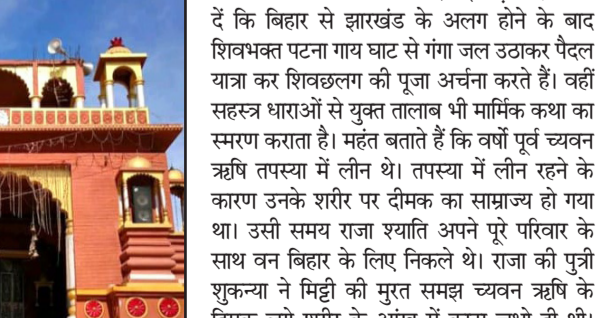 दें कि बिहार से झारखंड के अलग होने के बाद
शिवभक्त पटना गाय घाट से गंगा जल उठाकर पैदल
यात्रा कर शिवछलग की पूजा अर्चना करते हैं। वहीं
सहस्त्र धाराओं से युक्त तालाब भी मार्मिक कथा का
स्मरण कराता है। महंत बताते हैं कि वर्षो पूर्व च्यवन
ऋषि तपस्या में लीन थे। तपस्या में लीन रहने के
कारण उनके शरीर पर दीमक का साम्राज्य हो गया
था। उसी समय राजा श्याति अपने पूरे परिवार के
साथ वन बिहार के लिए निकले थे। राजा की पुत्री
शुकन्या ने मिट्टी की मुरत समझ च्यवन ऋषि के